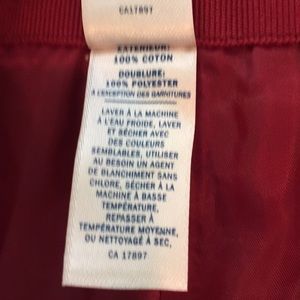 CA17897
EXTÉRIEUR:
100% COTON
DOUBLURE:
100% POLYESTER
À L'EXCEPTION DES GARNITURES
LAVER À LA MACHINE
À L'EAU FROIDE, LAVER
ET SÉCHER AVEC
DES COULEURS
SEMBLABLES, UTILISER
AU BESOIN UN AGENT
DE BLANCHIMENT SANS
CHLORE, SÉCHER À LA
MACHINE À BASSE
TEMPÉRATURE,
REPASSER À
TEMPÉRATURE MOYENNE,
OU NETTOYAGE À SEC,
CA 17897